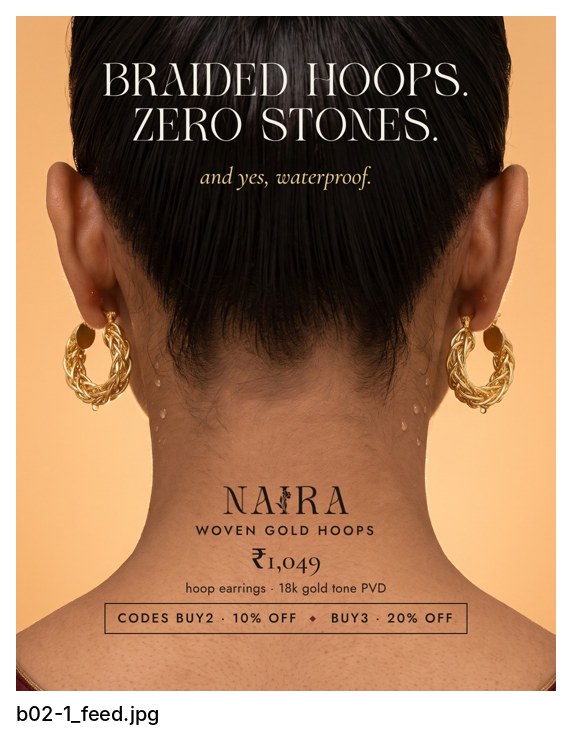 BRAIDED HOOPS.
ZERO STONES.
and yes, waterproof.
NAIRA
WOVEN GOLD HOOPS
₹1,049
hoop earrings · 18k gold tone PVD
CODES BUY2 · 10% OFF ♦ BUY3 · 20% OFF
b02-1_feed.jpg